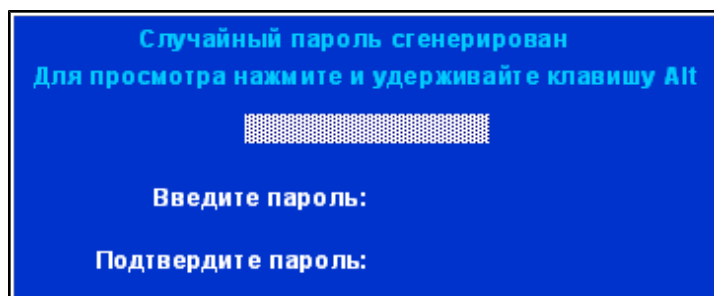 Случайный пароль сгенерирован
Для просмотра нажмите и удерживайте клавишу Alt
Введите пароль:
Подтвердите пароль: